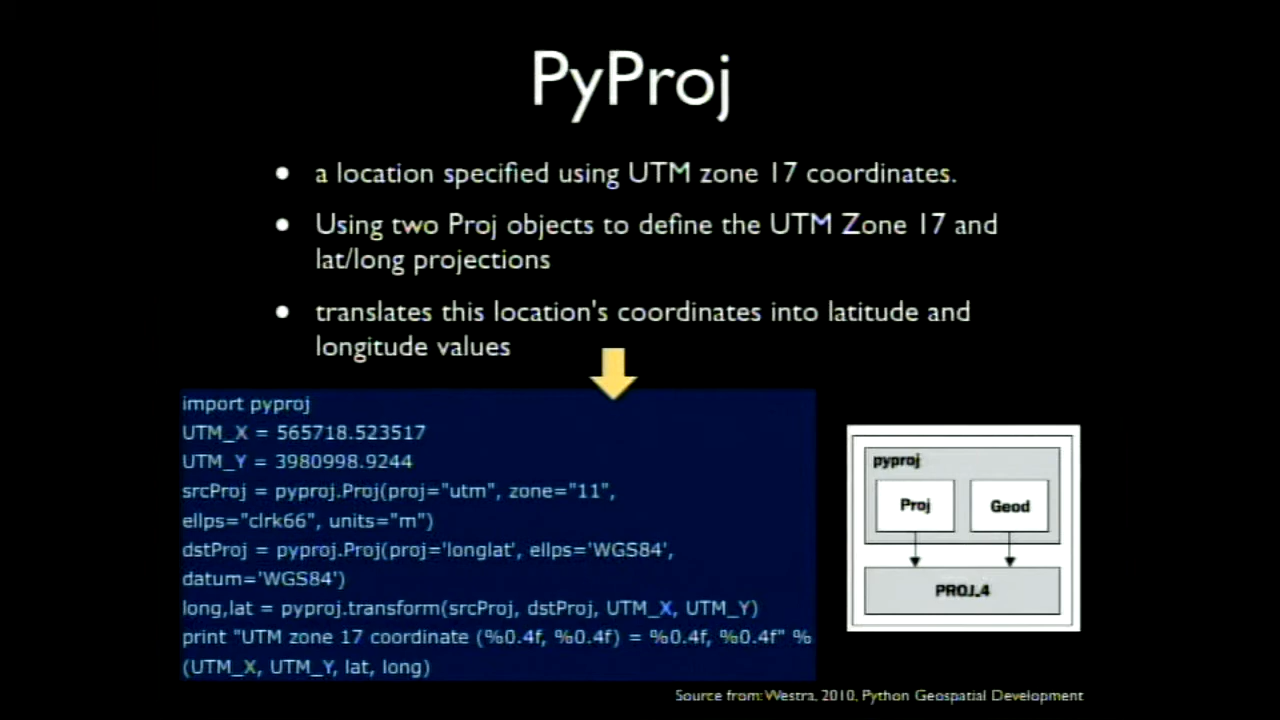 PyProj
a location specified using UTM zone 17 coordinates.
Using two Proj objects to define the UTM Zone 17 and
lat/long projections
translates this location's coordinates into latitude and
longitude values
import pyproj
UTM_X = 565718.523517
UTM_Y = 3980998.9244
srcProj = pyproj.Proj(proj="utm", zone="11",
ellps="clrk66", units="m")
dstProj = pyproj.Proj(proj='longlat', ellps='WGS84',
datum='WGS84')
long,lat = pyproj.transform(srcProj, dstProj, UTM_X, UTM_Y)
print "UTM zone 17 coordinate (%0.4f, %0.4f) = %0.4f, %0.4f" %
(UTM_X, UTM_Y, lat, long)
pyproj
Proj
Geod
PROJ.4
Source from: Westra, 2010, Python Geospatial Development